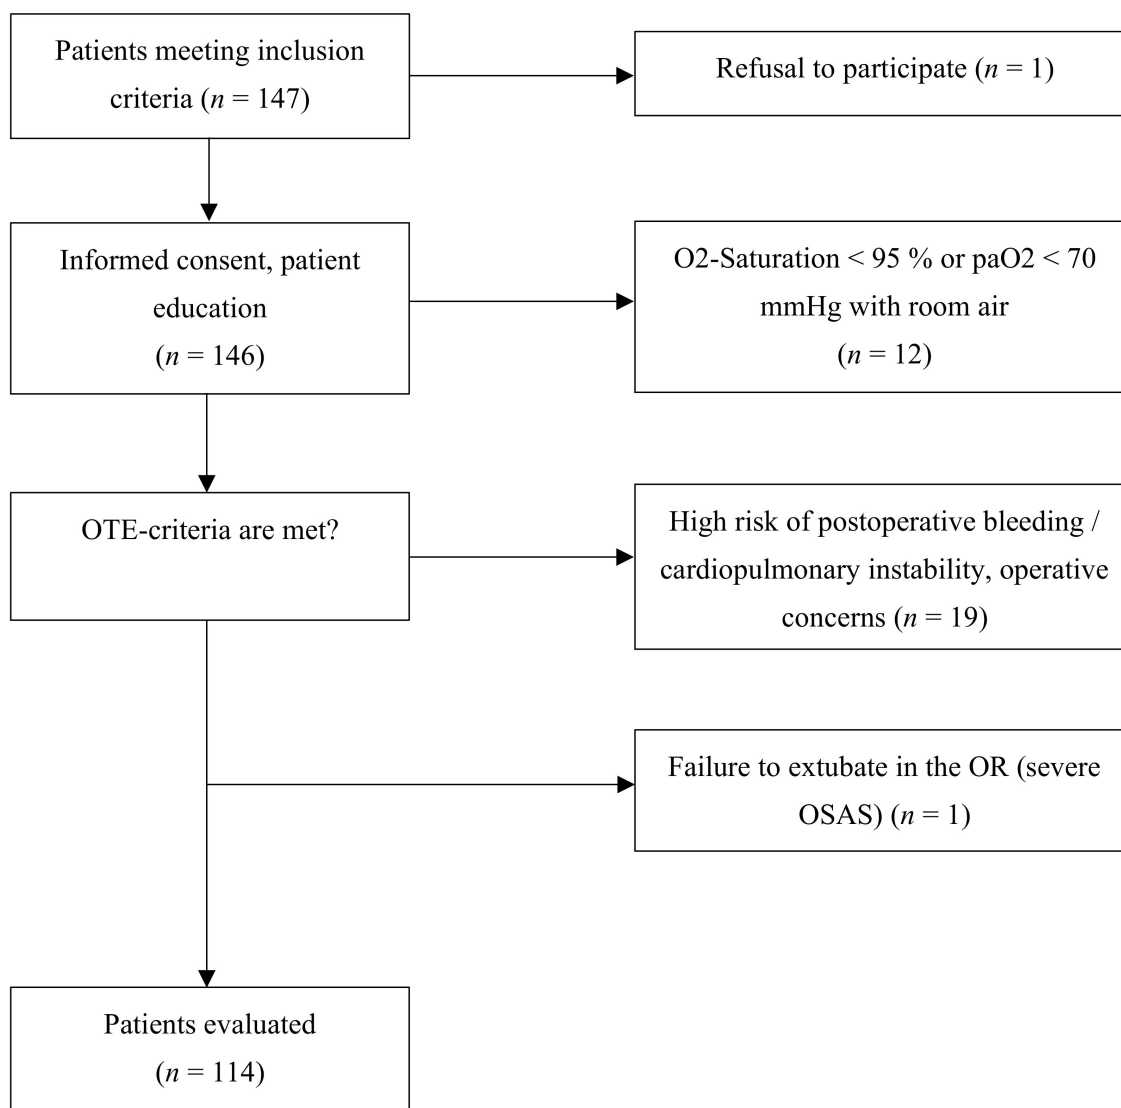 Patients meeting inclusion
criteria (n = 147)
Refusal to participate (n = 1)
Informed consent, patient
education
(n = 146)
O2-Saturation < 95 % or paO2 < 70
mmHg with room air
(n = 12)
OTE-criteria are met?
High risk of postoperative bleeding /
cardiopulmonary instability, operative
concerns (n = 19)
Failure to extubate in the OR (severe
OSAS) (n = 1)
Patients evaluated
(n = 114)